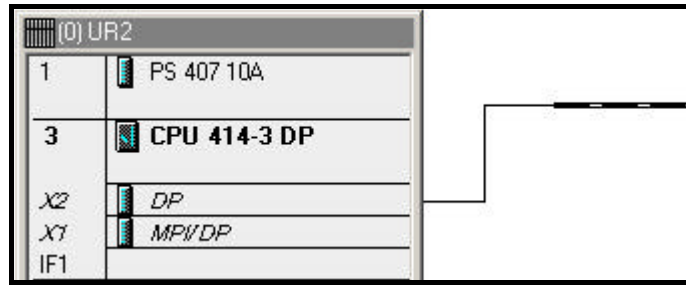 (0) UR2
1 PS 407 10A
3 CPU 414-3 DP
X2 DP
X1 MPI/DP
IF1